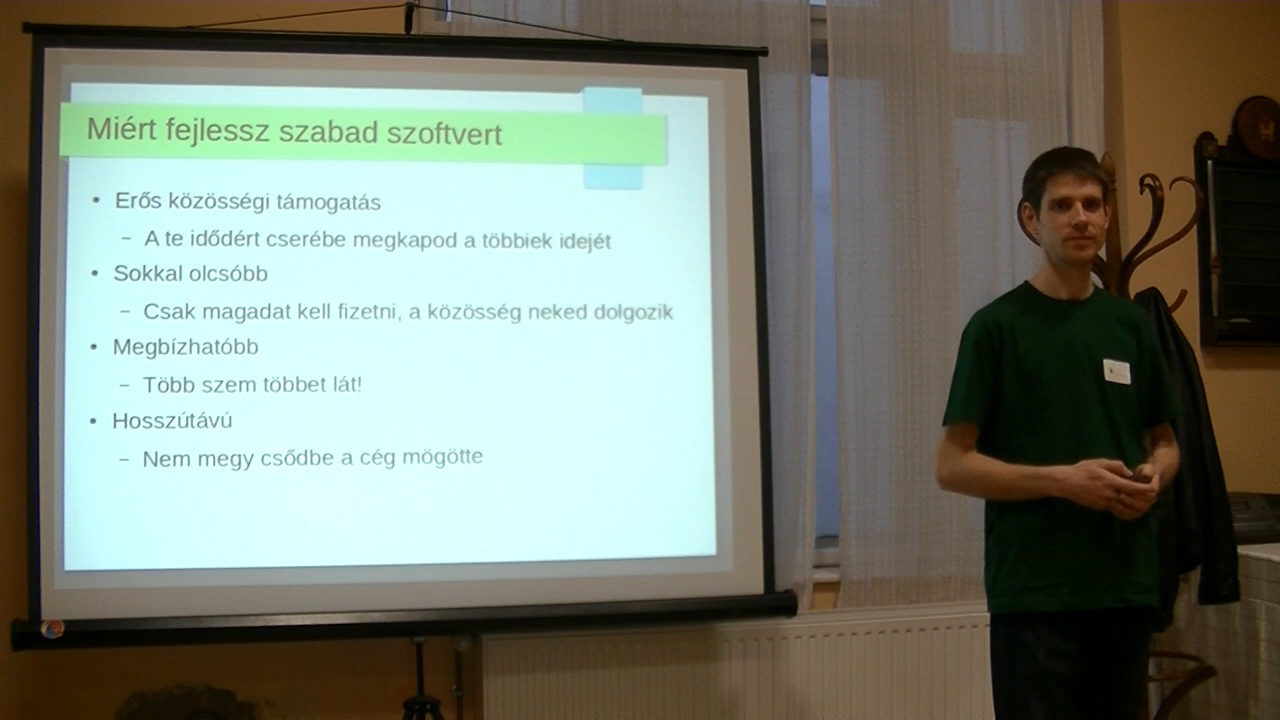 Miért fejlessz szabad szoftvert
• Erős közösségi támogatás
– A te idődért cserébe megkapod a többiek idejét
• Sokkal olcsóbb
– Csak magadat kell fizetni, a közösség neked dolgozik
• Megbízhatóbb
– Több szem többet lát!
• Hosszútávú
– Nem megy csődbe a cég mögötte